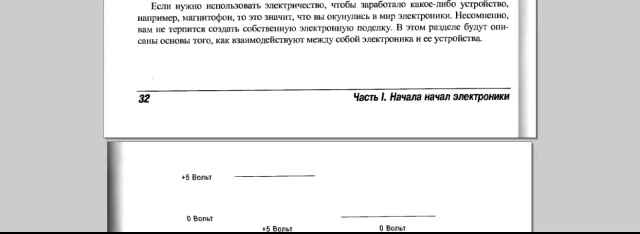 Если нужно использовать электричество, чтобы заработало какое-либо устройство,
например, магнитофон, то это значит, что вы окунулись в мир электроники. Несомненно,
вам не терпится создать собственную электронную поделку. В этом разделе будут опи-
саны основы того, как взаимодействуют между собой электроника и ее устройства.
32 Часть I. Начала начал электроники
+5 Вольт
0 Вольт
+5 Вольт 0 Вольт